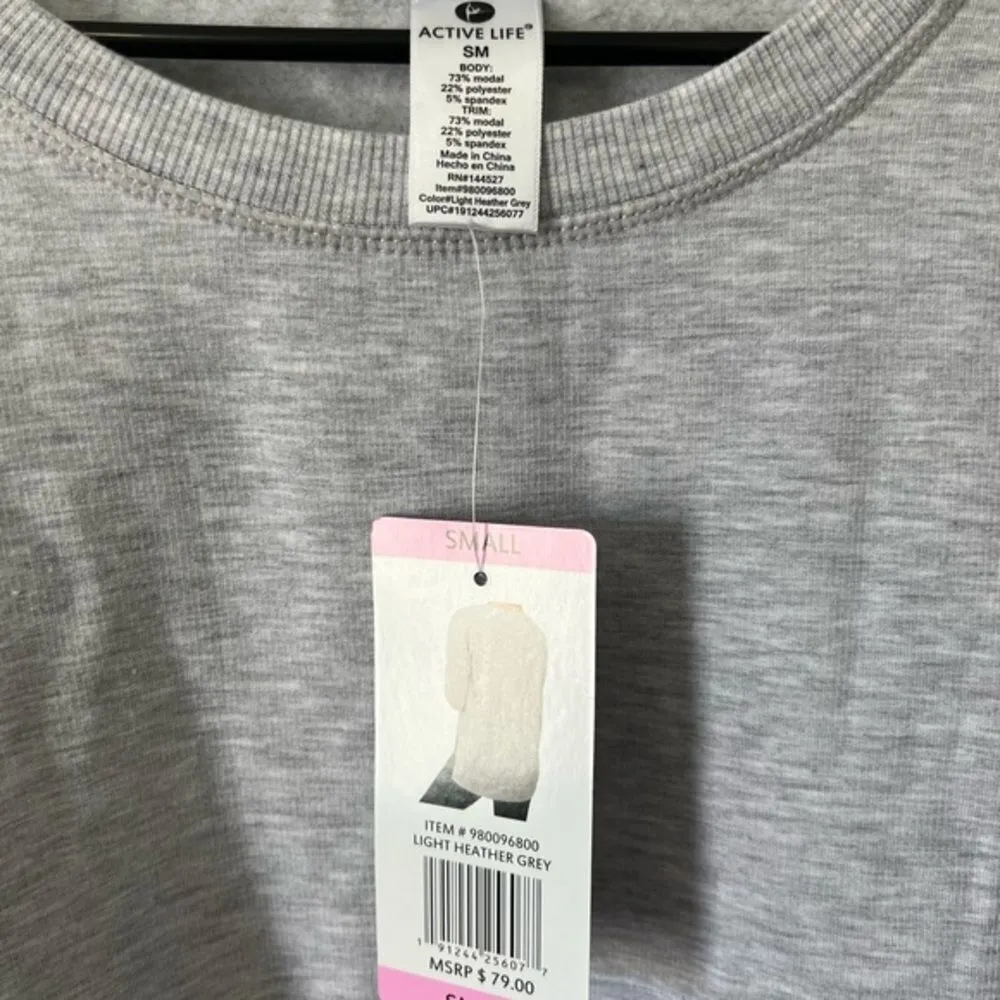 ACTIVE LIFE®
SM
BODY:
73% modal
22% polyester
5% spandex
TRIM:
73% modal
22% polyester
5% spandex
Made in China
Hecho en China
RN#144527
Item#980096800
Color#Light Heather Grey
UPC#191244256077
SMALL
ITEM # 980096800
LIGHT HEATHER GREY
1 91244 25607 7
MSRP $ 79.00